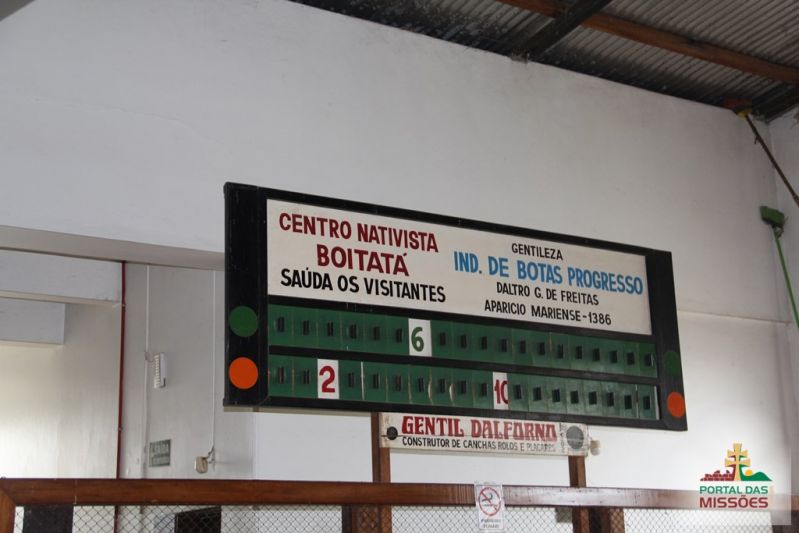 CENTRO NATIVISTA
BOITATÁ
SAÚDA OS VISITANTES
GENTILEZA
IND. DE BOTAS PROGRESSO
DALTRO G. DE FREITAS
APARICIO MARIENSE-1386
6
2
10
GENTIL DALFORNO
CONSTRUTOR DE CANCHAS ROLOS E PLACARES
PORTAL DAS
MISSÕES